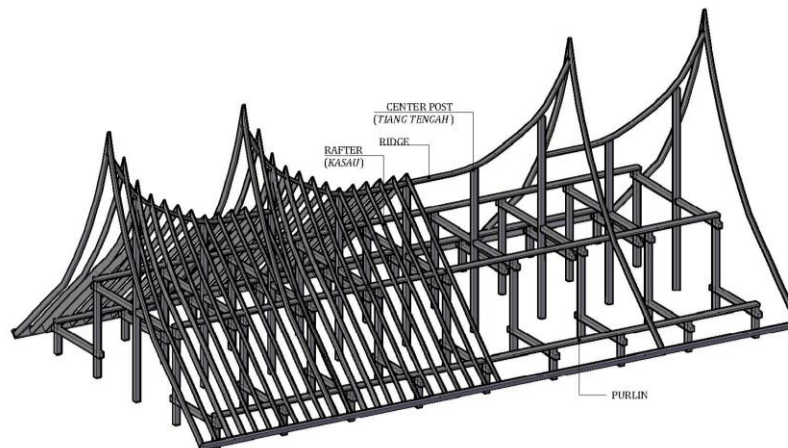 CENTER POST
(TIANG TENGAH)
RIDGE
RAFTER
(KASAU)
PURLIN